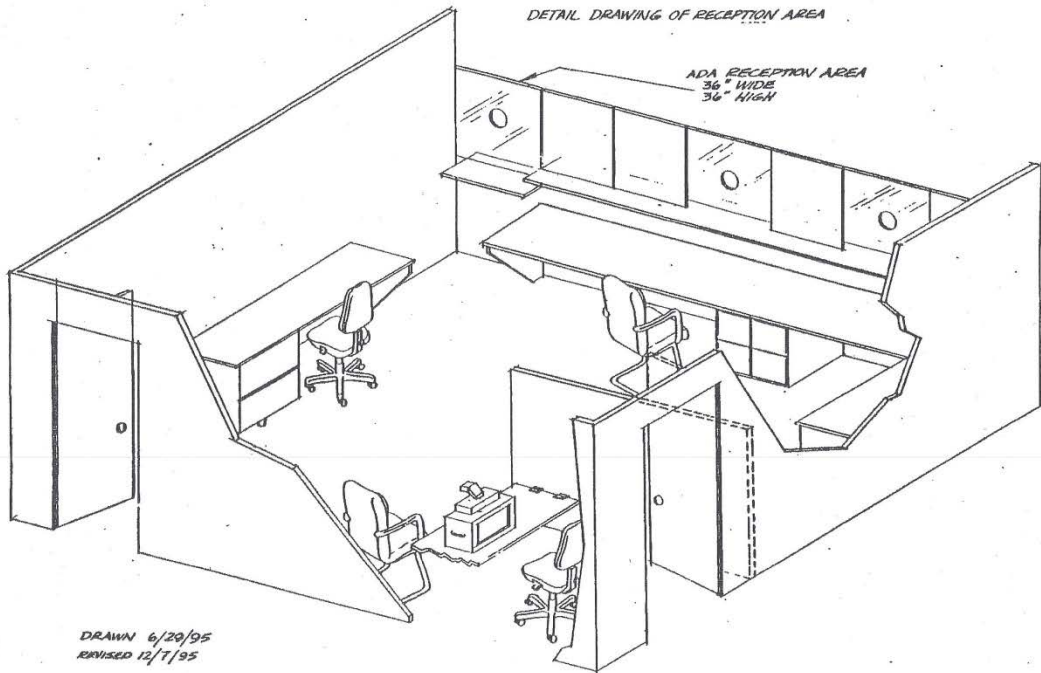 DETAIL DRAWING OF RECEPTION AREA
ADA RECEPTION AREA
36" WIDE
36" HIGH
DRAWN 6/29/95
REVISED 12/7/95